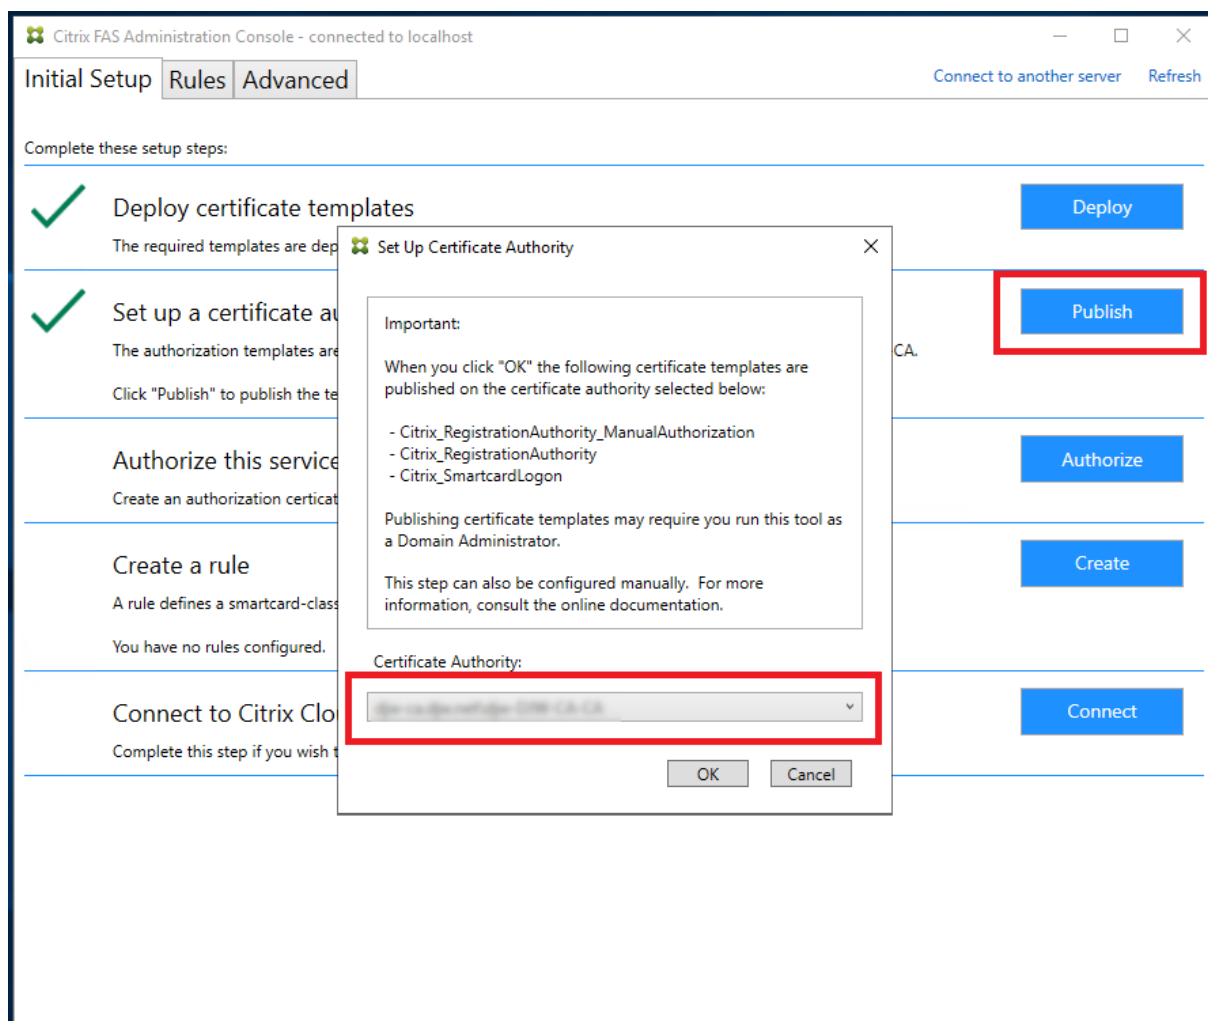 Citrix FAS Administration Console - connected to localhost
Initial Setup Rules Advanced
Connect to another server Refresh
Complete these setup steps:
Deploy certificate templates
Deploy
The required templates are dep
Set up a certificate au
Publish
The authorization templates are
CA.
Click "Publish" to publish the te
Authorize this service
Authorize
Create an authorization certicat
Create a rule
Create
A rule defines a smartcard-class
You have no rules configured.
Connect to Citrix Clo
Connect
Complete this step if you wish t
Set Up Certificate Authority
Important:
When you click "OK" the following certificate templates are
published on the certificate authority selected below:
- Citrix_RegistrationAuthority_ManualAuthorization
- Citrix_RegistrationAuthority
- Citrix_SmartcardLogon
Publishing certificate templates may require you run this tool as
a Domain Administrator.
This step can also be configured manually. For more
information, consult the online documentation.
Certificate Authority:
OK Cancel